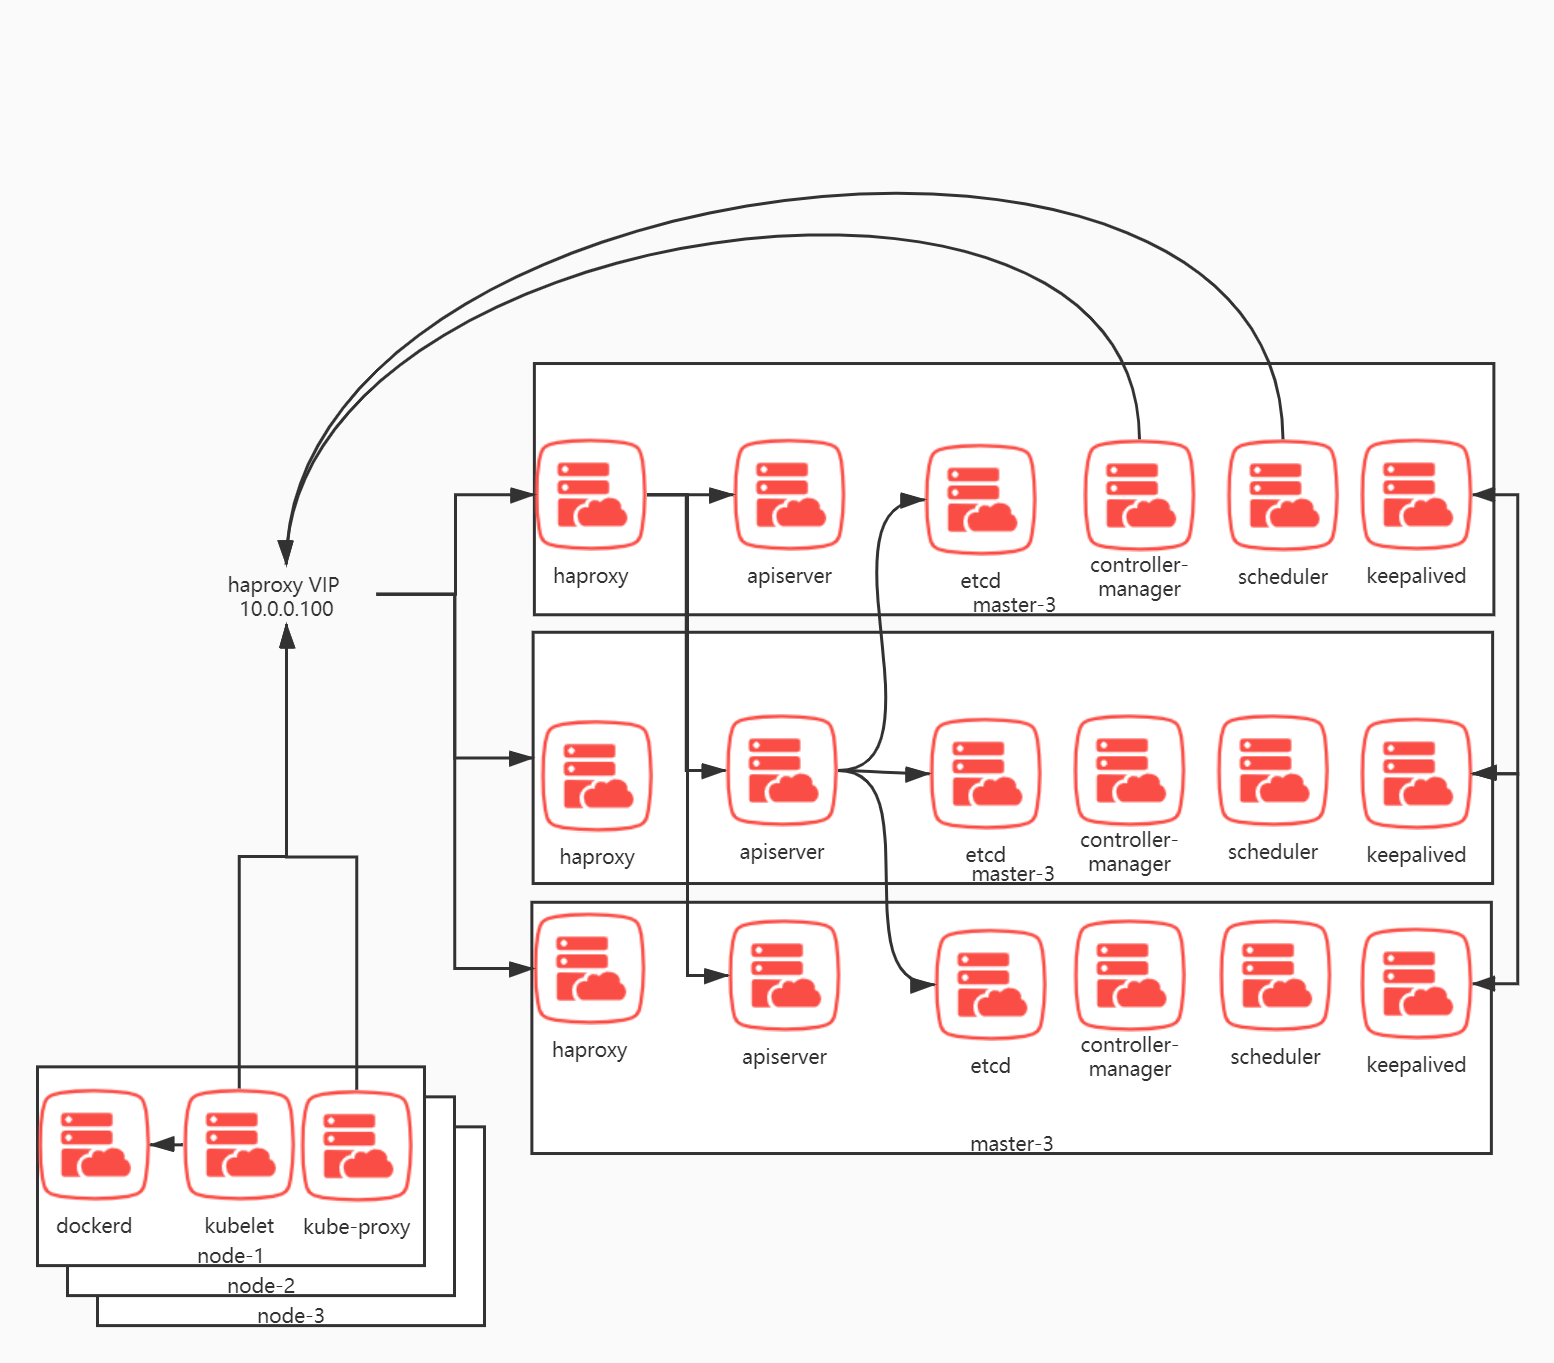 haproxy
apiserver
etcd
controller-
manager
scheduler
keepalived
master-3
haproxy VIP
10.0.0.100
haproxy
apiserver
etcd
controller-
manager
scheduler
keepalived
master-3
haproxy
apiserver
etcd
controller-
manager
scheduler
keepalived
master-3
dockerd
kubelet
kube-proxy
node-1
node-2
node-3